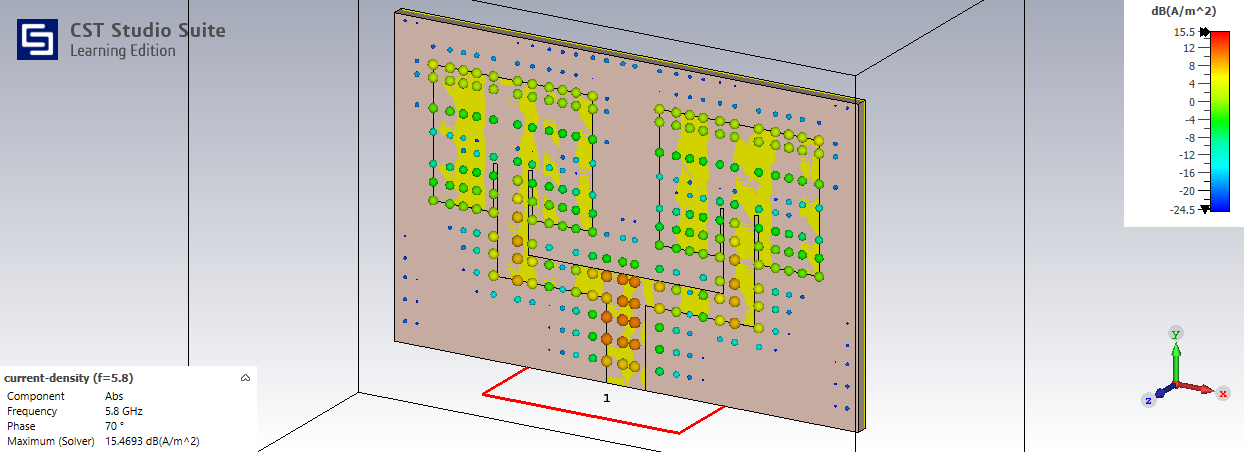 CST Studio Suite
Learning Edition
dB(A/m^2)
15.5
12
8
4
0
-4
-8
-12
-16
-20
-24.5
1
current-density (f=5.8)
Component Abs
Frequency 5.8 GHz
Phase 70 °
Maximum (Solver) 15.4693 dB(A/m^2)
y
x
z